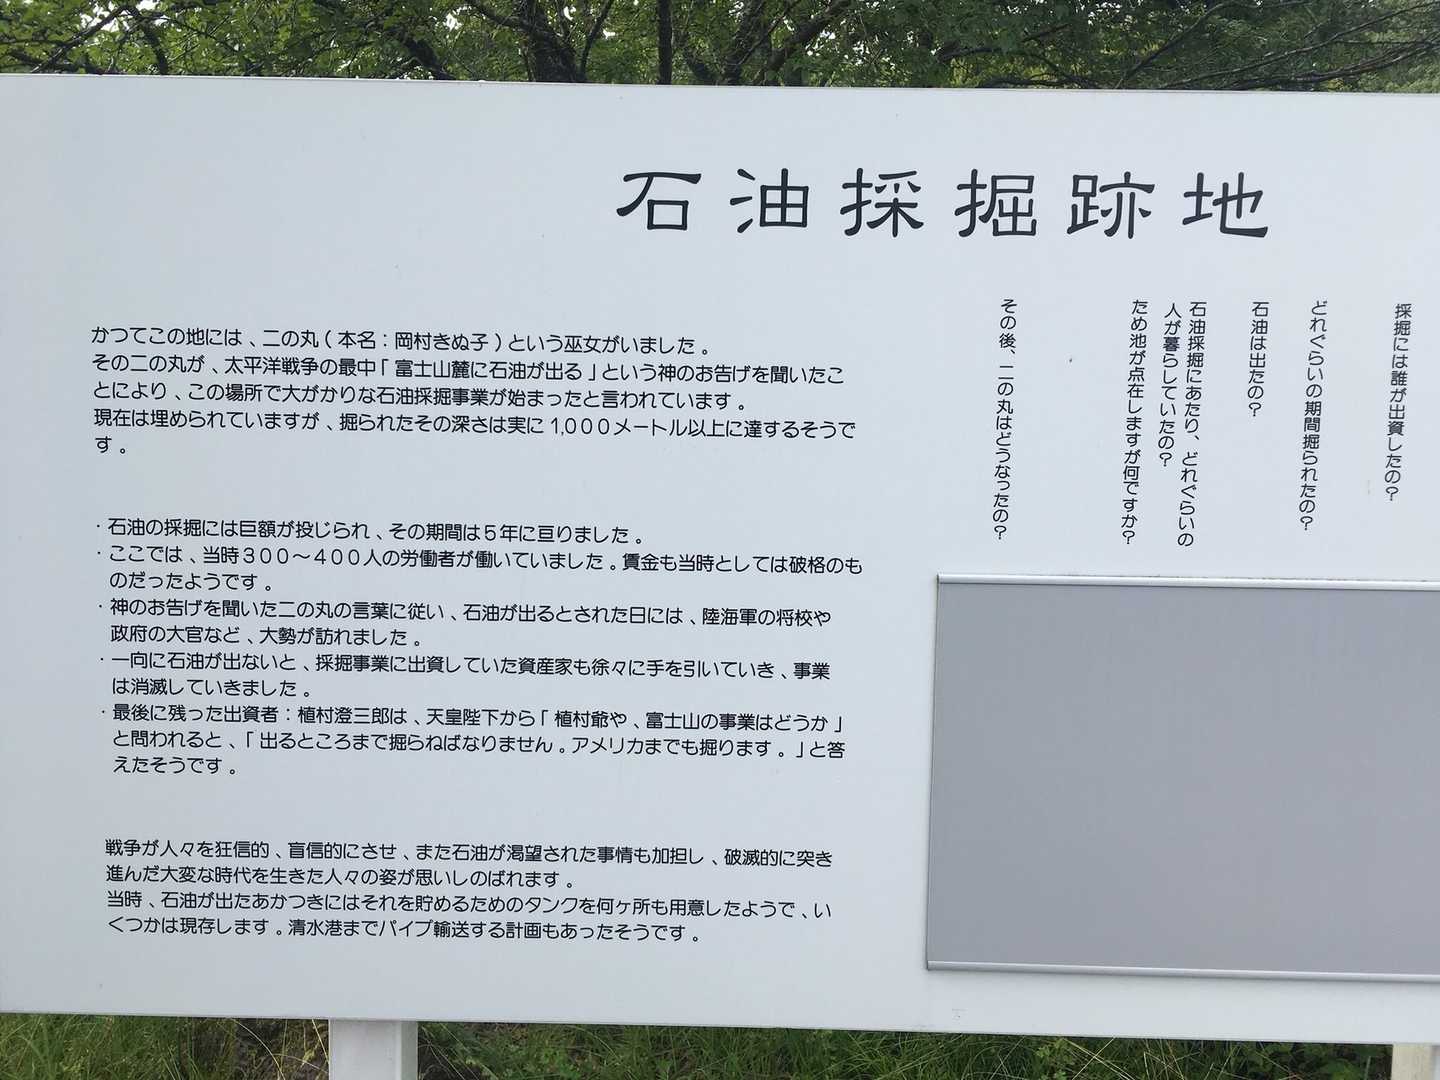 石油採掘跡地
採掘には誰が出資したの？
どれぐらいの期間掘られたの？
石油は出たの？
石油採掘にあたり、どれぐらいの
人が暮らしていたの？
ため池が点在しますが何ですか？
その後、二の丸はどうなったの？
かつてこの地には、二の丸（本名：岡村きぬ子）という巫女がいました。
その二の丸が、太平洋戦争の最中「富士山麓に石油が出る」という神のお告げを聞いたこ
とにより、この場所で大がかりな石油採掘事業が始まったと言われています。
現在は埋められていますが、掘られたその深さは実に1,000メートル以上に達するそうで
す。
・石油の採掘には巨額が投じられ、その期間は５年に亘りました。
・ここでは、当時３００～４００人の労働者が働いていました。賃金も当時としては破格のも
のだったようです。
・神のお告げを聞いた二の丸の言葉に従い、石油が出るとされた日には、陸海軍の将校や
政府の大官など、大勢が訪れました。
・一向に石油が出ないと、採掘事業に出資していた資産家も徐々に手を引いていき、事業
は消滅していきました。
・最後に残った出資者：植村澄三郎は、天皇陛下から「植村爺や、富士山の事業はどうか」
と問われると、「出るところまで掘らねばなりません。アメリカまでも掘ります。」と答
えたそうです。
戦争が人々を狂信的、盲信的にさせ、また石油が渇望された事情も加担し、破滅的に突き
進んだ大変な時代を生きた人々の姿が思いしのばれます。
当時、石油が出たあかつきにはそれを貯めるためのタンクを何ヶ所も用意したようで、い
くつかは現存します。清水港までパイプ輸送する計画もあったそうです。